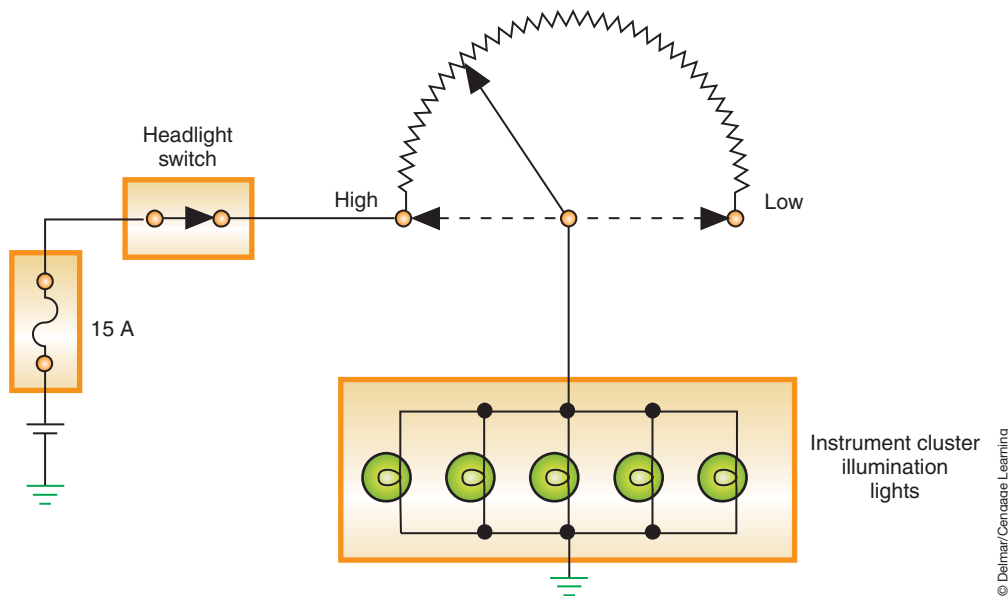 Headlight
switch
High
Low
15 A
Instrument cluster
illumination
lights
© Delmar/Cengage Learning